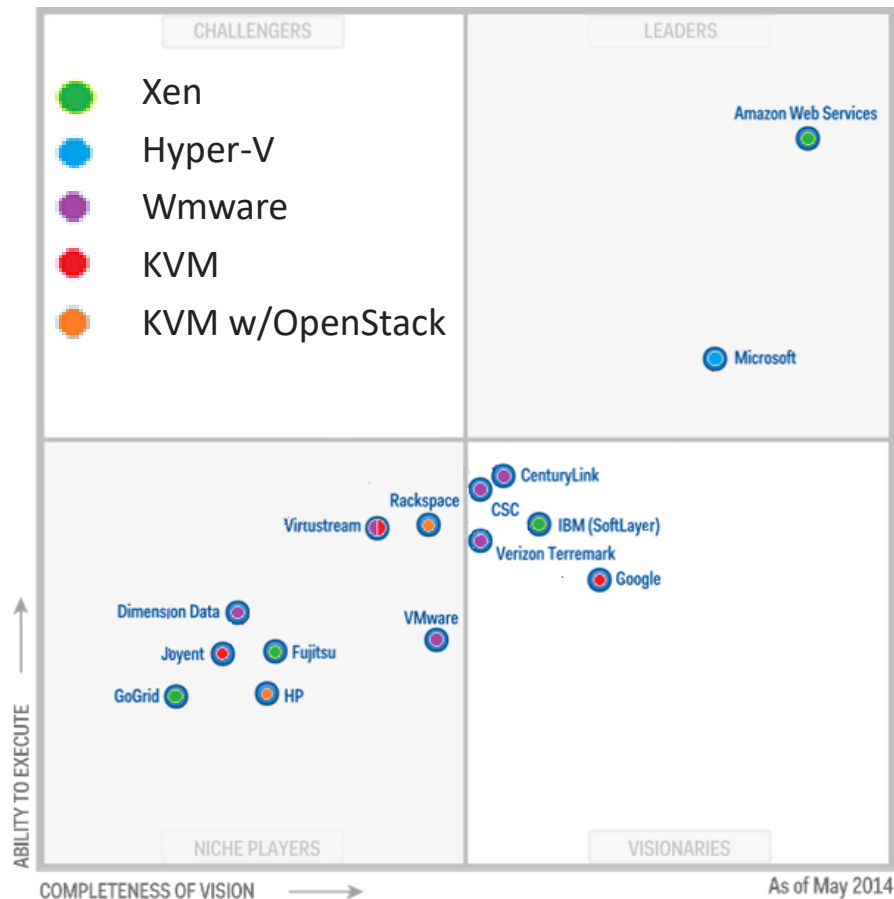 CHALLENGERS
LEADERS
Xen
Hyper-V
Wmware
KVM
KVM w/OpenStack
Amazon Web Services
Microsoft
CenturyLink
Rackspace
CSC
Virtustream
IBM (SoftLayer)
Verizon Terremark
Google
Dimension Data
VMware
Joyent
Fujitsu
GoGrid
HP
NICHE PLAYERS
VISIONARIES
ABILITY TO EXECUTE
COMPLETENESS OF VISION
As of May 2014